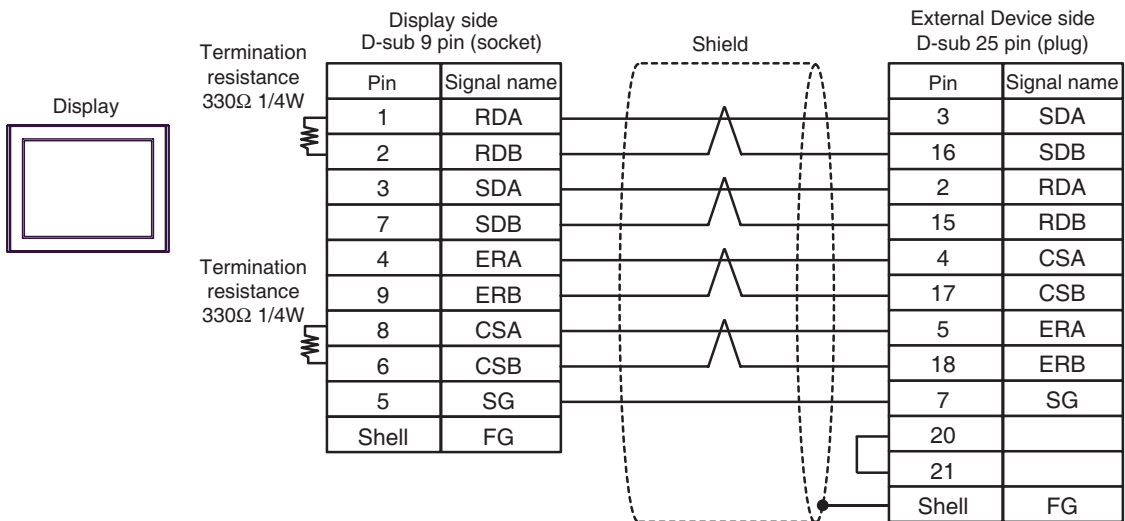 Display
Termination
resistance
330Ω 1/4W
Termination
resistance
330Ω 1/4W
Display side
D-sub 9 pin (socket)
Pin Signal name
1 RDA
2 RDB
3 SDA
7 SDB
4 ERA
9 ERB
8 CSA
6 CSB
5 SG
Shell FG
Shield
External Device side
D-sub 25 pin (plug)
Pin Signal name
3 SDA
16 SDB
2 RDA
15 RDB
4 CSA
17 CSB
5 ERA
18 ERB
7 SG
20
21
Shell FG